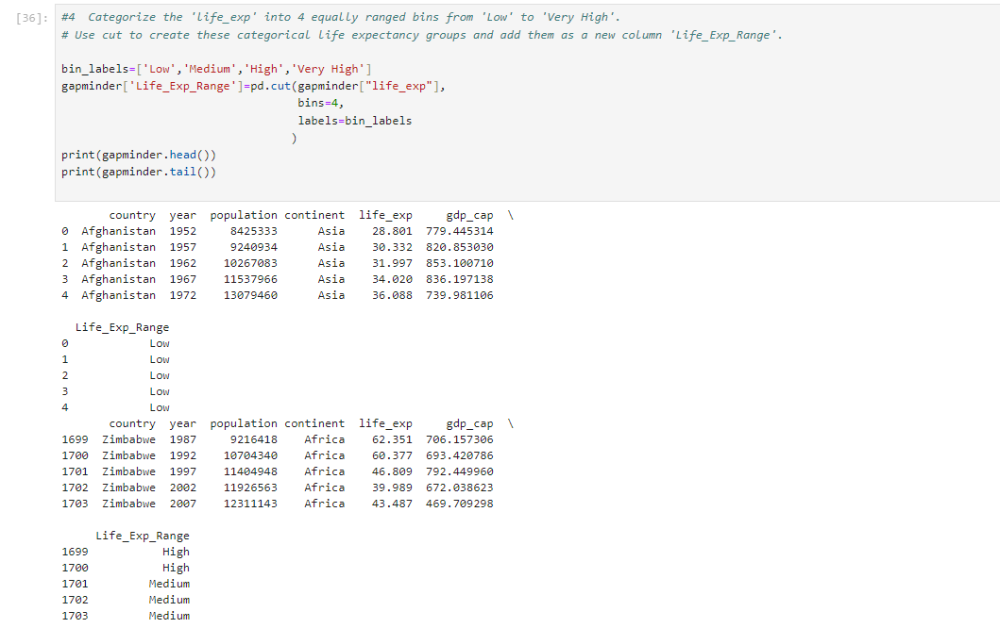 [36]: #4  Categorize the 'life_exp' into 4 equally ranged bins from 'Low' to 'Very High'.
# Use cut to create these categorical life expectancy groups and add them as a new column 'Life_Exp_Range'.
bin_labels=['Low','Medium','High','Very High']
gapminder['Life_Exp_Range']=pd.cut(gapminder["life_exp"],
                                   bins=4,
                                   labels=bin_labels
                                  )
print(gapminder.head())
print(gapminder.tail())
       country  year  population continent  life_exp     gdp_cap  \
0  Afghanistan  1952     8425333      Asia    28.801  779.445314
1  Afghanistan  1957     9240934      Asia    30.332  820.853030
2  Afghanistan  1962    10267083      Asia    31.997  853.100710
3  Afghanistan  1967    11537966      Asia    34.020  836.197138
4  Afghanistan  1972    13079460      Asia    36.088  739.981106
  Life_Exp_Range
0            Low
1            Low
2            Low
3            Low
4            Low
       country  year  population continent  life_exp     gdp_cap  \
1699  Zimbabwe  1987     9216418    Africa    62.351  706.157306
1700  Zimbabwe  1992    10704340    Africa    60.377  693.420786
1701  Zimbabwe  1997    11404948    Africa    46.809  792.449960
1702  Zimbabwe  2002    11926563    Africa    39.989  672.038623
1703  Zimbabwe  2007    12311143    Africa    43.487  469.709298
     Life_Exp_Range
1699           High
1700           High
1701         Medium
1702         Medium
1703         Medium